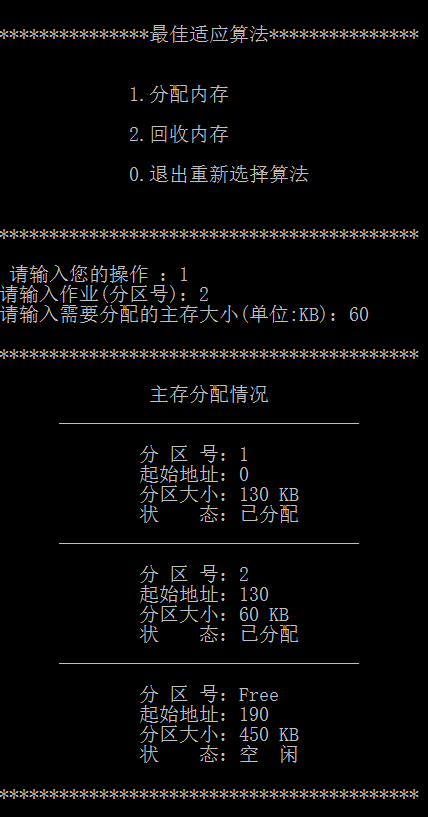 ***************最佳适应算法***************
1.分配内存
2.回收内存
0.退出重新选择算法
******************************************
请输入您的操作 ：1
请输入作业(分区号)：2
请输入需要分配的主存大小(单位:KB)：60
******************************************
主存分配情况
分 区 号：1
起始地址：0
分区大小：130 KB
状    态：已分配
分 区 号：2
起始地址：130
分区大小：60 KB
状    态：已分配
分 区 号：Free
起始地址：190
分区大小：450 KB
状    态：空  闲
******************************************